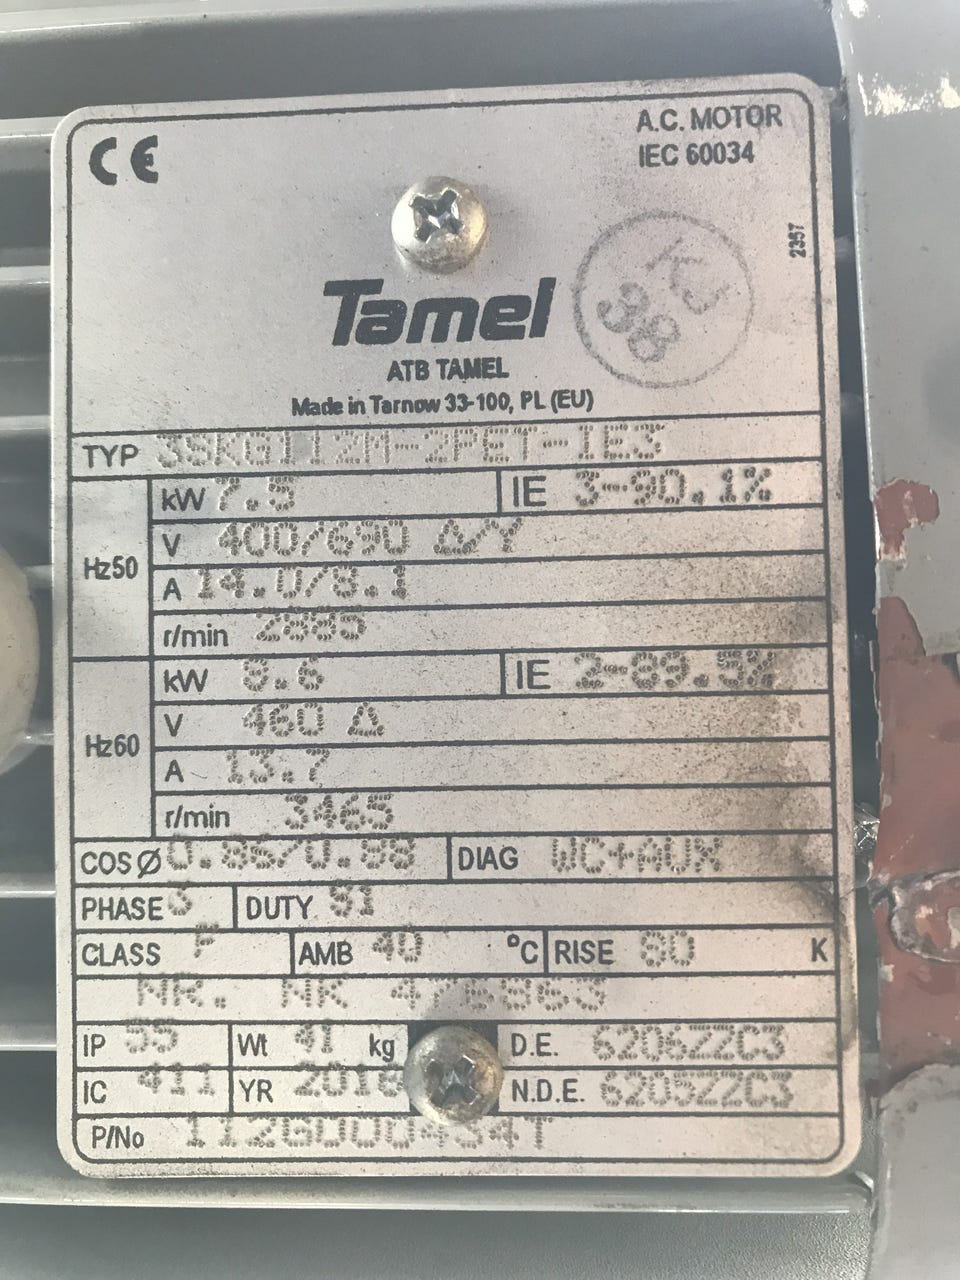 CE
A.C. MOTOR
IEC 60034
2357
KJ
38
Tamel
ATB TAMEL
Made in Tarnow 33-100, PL (EU)
TYP 3SKG112M-2PET-IE3
Hz50
kW 7.5 IE 3-90.1%
V 400/690 Δ/Y
A 14.0/8.1
r/min 2885
Hz60
kW 8.6 IE 2-89.5%
V 460 Δ
A 13.7
r/min 3465
COSØ 0.86/0.88 DIAG WC+AUX
PHASE 3 DUTY S1
CLASS F AMB 40 °C RISE 80 K
NR. NK
IP 55 Wt 41 kg D.E. 6206ZZC3
IC 411 YR 2016 N.D.E. 6205ZZC3
P/No 112G000434T